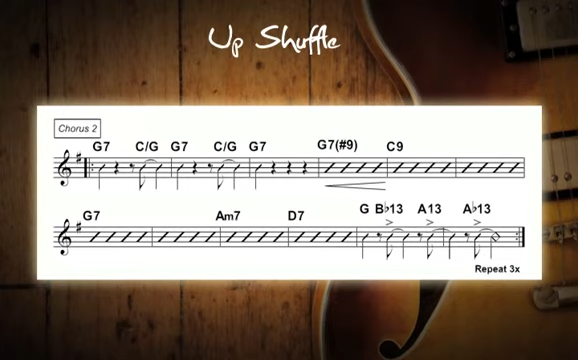 Up Shuffle
Chorus 2
G7 C/G G7 C/G G7 G7(#9) C9
G7 Am7 D7 G B♭13 A13 A♭13
Repeat 3x